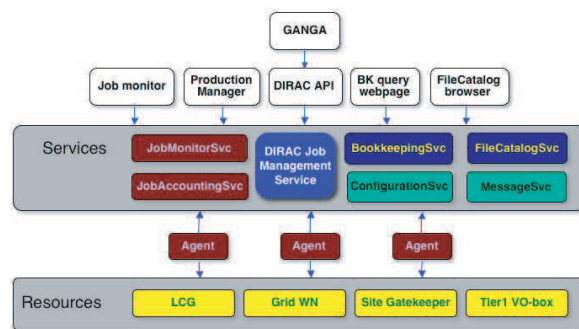 GANGA
Job monitor
Production
Manager
DIRAC API
BK query
webpage
FileCatalog
browser
Services
JobMonitorSvc
JobAccountingSvc
DIRAC Job
Management
Service
BookkeepingSvc
ConfigurationSvc
FileCatalogSvc
MessageSvc
Agent
Agent
Agent
Resources
LCG
Grid WN
Site Gatekeeper
Tier1 VO-box